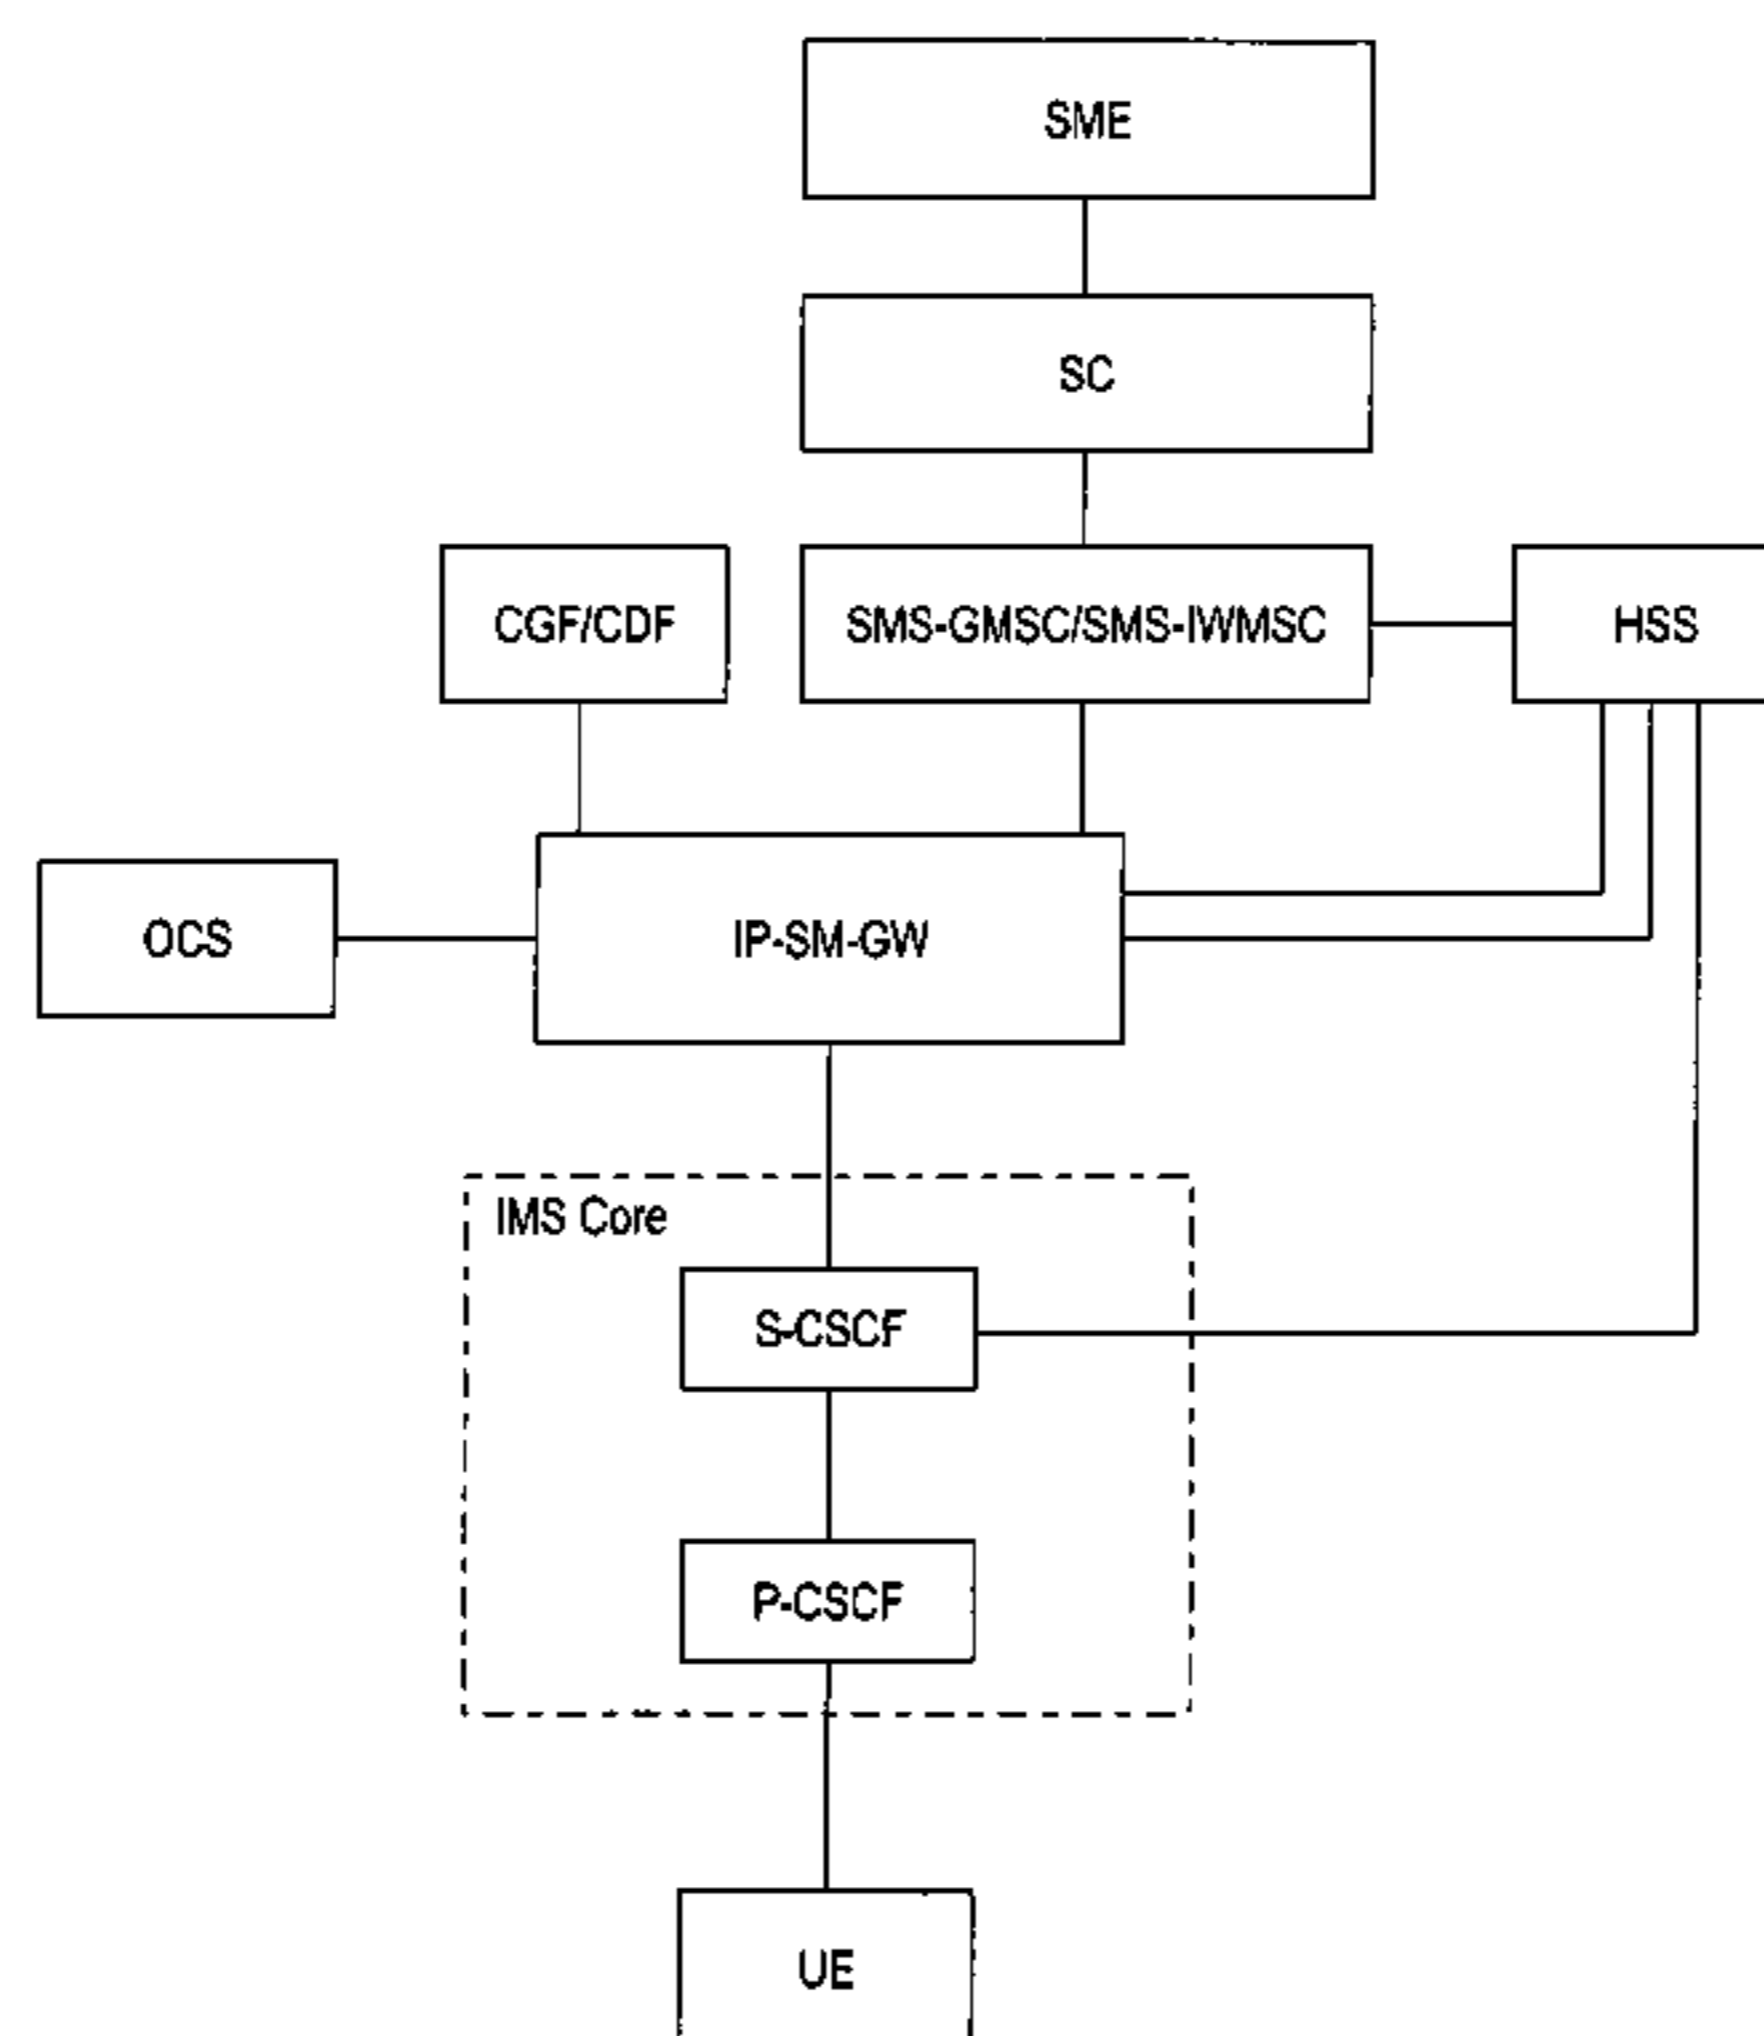 SME
SC
CGF/CDF
SMS-GMSC/SMS-IWMSC
HSS
OCS
IP-SM-GW
IMS Core
S-CSCF
P-CSCF
UE